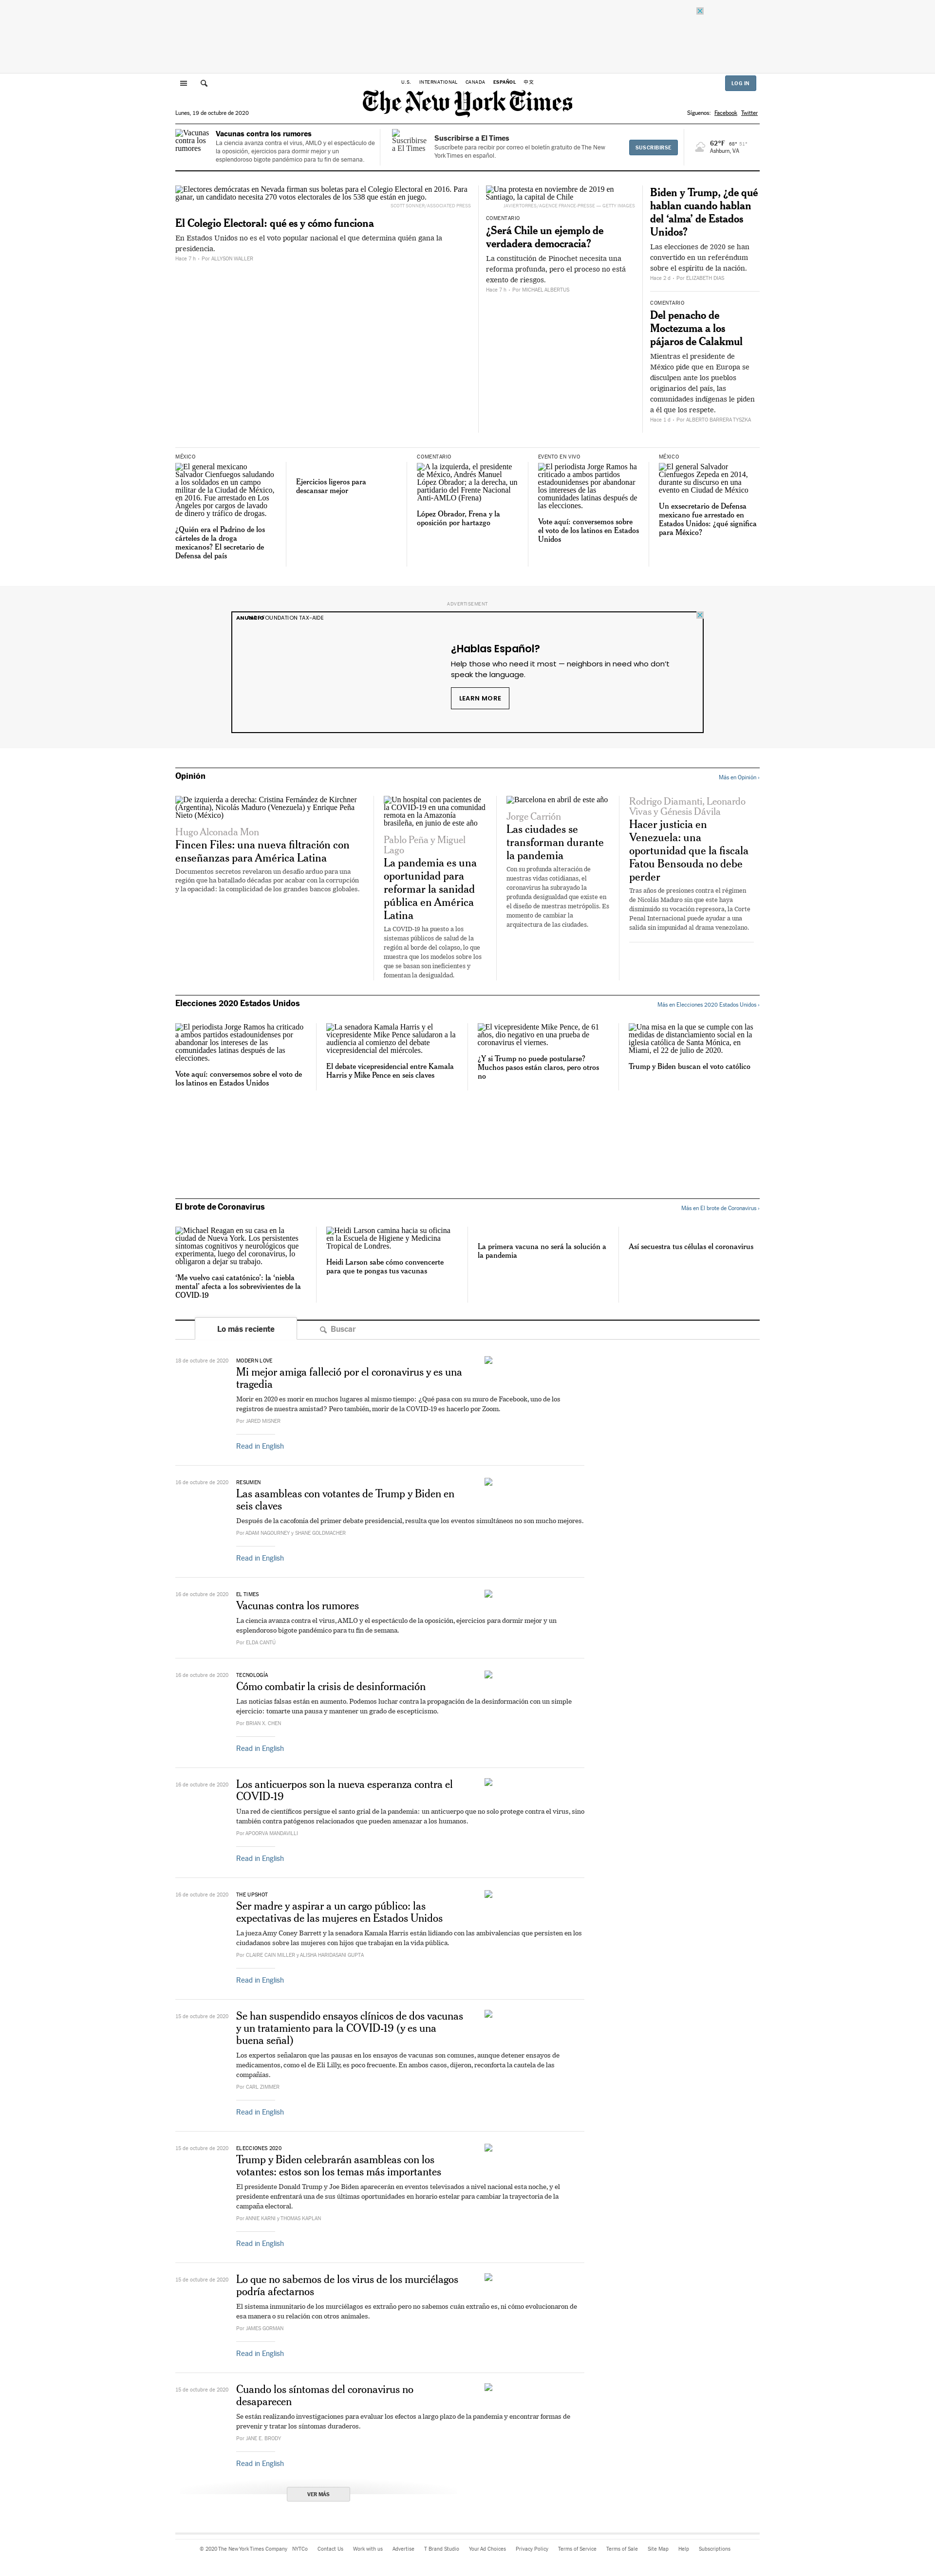 U.S. INTERNATIONAL CANADA ESPAÑOL 中文
LOG IN
The New York Times
Lunes, 19 de octubre de 2020
Síguenos: Facebook Twitter
Vacunas contra los rumores
Vacunas contra los rumores
La ciencia avanza contra el virus, AMLO y el espectáculo de
la oposición, ejercicios para dormir mejor y un
esplendoroso bigote pandémico para tu fin de semana.
Suscribirse a El Times
Suscribirse a El Times
Suscríbete para recibir por correo el boletín gratuito de The New
York Times en español.
SUSCRIBIRSE
62°F 68° 51°
Ashburn, VA
Electores demócratas en Nevada firman sus boletas para el Colegio Electoral en 2016. Para
ganar, un candidato necesita 270 votos electorales de los 538 que están en juego.
SCOTT SONNER/ASSOCIATED PRESS
El Colegio Electoral: qué es y cómo funciona
En Estados Unidos no es el voto popular nacional el que determina quién gana la
presidencia.
Hace 7 h - Por ALLYSON WALLER
Una protesta en noviembre de 2019 en
Santiago, la capital de Chile
JAVIER TORRES/AGENCE FRANCE-PRESSE — GETTY IMAGES
COMENTARIO
¿Será Chile un ejemplo de
verdadera democracia?
La constitución de Pinochet necesita una
reforma profunda, pero el proceso no está
exento de riesgos.
Hace 7 h - Por MICHAEL ALBERTUS
Biden y Trump, ¿de qué
hablan cuando hablan
del ‘alma’ de Estados
Unidos?
Las elecciones de 2020 se han
convertido en un referéndum
sobre el espíritu de la nación.
Hace 2 d - Por ELIZABETH DIAS
COMENTARIO
Del penacho de
Moctezuma a los
pájaros de Calakmul
Mientras el presidente de
México pide que en Europa se
disculpen ante los pueblos
originarios del país, las
comunidades indígenas le piden
a él que los respete.
Hace 1 d - Por ALBERTO BARRERA TYSZKA
MÉXICO
El general mexicano
Salvador Cienfuegos saludando
a los soldados en un campo
militar de la Ciudad de México,
en 2016. Fue arrestado en Los
Ángeles por cargos de lavado
de dinero y tráfico de drogas.
¿Quién era el Padrino de los
cárteles de la droga
mexicanos? El secretario de
Defensa del país
Ejercicios ligeros para
descansar mejor
COMENTARIO
A la izquierda, el presidente
de México, Andrés Manuel
López Obrador; a la derecha, un
partidario del Frente Nacional
Anti-AMLO (Frena)
López Obrador, Frena y la
oposición por hartazgo
EVENTO EN VIVO
El periodista Jorge Ramos ha
criticado a ambos partidos
estadounidenses por abandonar
los intereses de las
comunidades latinas después de
las elecciones.
Vote aquí: conversemos sobre
el voto de los latinos en Estados
Unidos
MÉXICO
El general Salvador
Cienfuegos Zepeda en 2014,
durante su discurso en una
evento en Ciudad de México
Un exsecretario de Defensa
mexicano fue arrestado en
Estados Unidos: ¿qué significa
para México?
ADVERTISEMENT
ANUNCIO FOUNDATION TAX-AIDE
¿Hablas Español?
Help those who need it most — neighbors in need who don’t
speak the language.
LEARN MORE
Opinión
Más en Opinión ›
De izquierda a derecha: Cristina Fernández de Kirchner
(Argentina), Nicolás Maduro (Venezuela) y Enrique Peña
Nieto (México)
Hugo Alconada Mon
Fincen Files: una nueva filtración con
enseñanzas para América Latina
Documentos secretos revelaron un desafío arduo para una
región que ha batallado décadas por acabar con la corrupción
y la opacidad: la complicidad de los grandes bancos globales.
Un hospital con pacientes de
la COVID-19 en una comunidad
remota en la Amazonía
brasileña, en junio de este año
Pablo Peña y Miguel
Lago
La pandemia es una
oportunidad para
reformar la sanidad
pública en América
Latina
La COVID-19 ha puesto a los
sistemas públicos de salud de la
región al borde del colapso, lo que
muestra que los modelos sobre los
que se basan son ineficientes y
fomentan la desigualdad.
Barcelona en abril de este año
Jorge Carrión
Las ciudades se
transforman durante
la pandemia
Con su profunda alteración de
nuestras vidas cotidianas, el
coronavirus ha subrayado la
profunda desigualdad que existe en
el diseño de nuestras metrópolis. Es
momento de cambiar la
arquitectura de las ciudades.
Rodrigo Diamanti, Leonardo
Vivas y Génesis Dávila
Hacer justicia en
Venezuela: una
oportunidad que la fiscala
Fatou Bensouda no debe
perder
Tras años de presiones contra el régimen
de Nicolás Maduro sin que este haya
disminuido su vocación represora, la Corte
Penal Internacional puede ayudar a una
salida sin impunidad al drama venezolano.
Elecciones 2020 Estados Unidos
Más en Elecciones 2020 Estados Unidos ›
El periodista Jorge Ramos ha criticado
a ambos partidos estadounidenses por
abandonar los intereses de las
comunidades latinas después de las
elecciones.
Vote aquí: conversemos sobre el voto de
los latinos en Estados Unidos
La senadora Kamala Harris y el
vicepresidente Mike Pence saludaron a la
audiencia al comienzo del debate
vicepresidencial del miércoles.
El debate vicepresidencial entre Kamala
Harris y Mike Pence en seis claves
El vicepresidente Mike Pence, de 61
años, dio negativo en una prueba de
coronavirus el viernes.
¿Y si Trump no puede postularse?
Muchos pasos están claros, pero otros
no
Una misa en la que se cumple con las
medidas de distanciamiento social en la
iglesia católica de Santa Mónica, en
Miami, el 22 de julio de 2020.
Trump y Biden buscan el voto católico
El brote de Coronavirus
Más en El brote de Coronavirus ›
Michael Reagan en su casa en la
ciudad de Nueva York. Los persistentes
síntomas cognitivos y neurológicos que
experimenta, luego del coronavirus, lo
obligaron a dejar su trabajo.
‘Me vuelvo casi catatónico’: la ‘niebla
mental’ afecta a los sobrevivientes de la
COVID-19
Heidi Larson camina hacia su oficina
en la Escuela de Higiene y Medicina
Tropical de Londres.
Heidi Larson sabe cómo convencerte
para que te pongas tus vacunas
La primera vacuna no será la solución a
la pandemia
Así secuestra tus células el coronavirus
Lo más reciente
Buscar
18 de octubre de 2020
MODERN LOVE
Mi mejor amiga falleció por el coronavirus y es una
tragedia
Morir en 2020 es morir en muchos lugares al mismo tiempo: ¿Qué pasa con su muro de Facebook, uno de los
registros de nuestra amistad? Pero también, morir de la COVID-19 es hacerlo por Zoom.
Por JARED MISNER
Read in English
16 de octubre de 2020
RESUMEN
Las asambleas con votantes de Trump y Biden en
seis claves
Después de la cacofonía del primer debate presidencial, resulta que los eventos simultáneos no son mucho mejores.
Por ADAM NAGOURNEY y SHANE GOLDMACHER
Read in English
16 de octubre de 2020
EL TIMES
Vacunas contra los rumores
La ciencia avanza contra el virus, AMLO y el espectáculo de la oposición, ejercicios para dormir mejor y un
esplendoroso bigote pandémico para tu fin de semana.
Por ELDA CANTÚ
16 de octubre de 2020
TECNOLOGÍA
Cómo combatir la crisis de desinformación
Las noticias falsas están en aumento. Podemos luchar contra la propagación de la desinformación con un simple
ejercicio: tomarte una pausa y mantener un grado de escepticismo.
Por BRIAN X. CHEN
Read in English
16 de octubre de 2020
Los anticuerpos son la nueva esperanza contra el
COVID-19
Una red de científicos persigue el santo grial de la pandemia: un anticuerpo que no solo protege contra el virus, sino
también contra patógenos relacionados que pueden amenazar a los humanos.
Por APOORVA MANDAVILLI
Read in English
16 de octubre de 2020
THE UPSHOT
Ser madre y aspirar a un cargo público: las
expectativas de las mujeres en Estados Unidos
La jueza Amy Coney Barrett y la senadora Kamala Harris están lidiando con las ambivalencias que persisten en los
ciudadanos sobre las mujeres con hijos que trabajan en la vida pública.
Por CLAIRE CAIN MILLER y ALISHA HARIDASANI GUPTA
Read in English
15 de octubre de 2020
Se han suspendido ensayos clínicos de dos vacunas
y un tratamiento para la COVID-19 (y es una
buena señal)
Los expertos señalaron que las pausas en los ensayos de vacunas son comunes, aunque detener ensayos de
medicamentos, como el de Eli Lilly, es poco frecuente. En ambos casos, dijeron, reconforta la cautela de las
compañías.
Por CARL ZIMMER
Read in English
15 de octubre de 2020
ELECCIONES 2020
Trump y Biden celebrarán asambleas con los
votantes: estos son los temas más importantes
El presidente Donald Trump y Joe Biden aparecerán en eventos televisados a nivel nacional esta noche, y el
presidente enfrentará una de sus últimas oportunidades en horario estelar para cambiar la trayectoria de la
campaña electoral.
Por ANNIE KARNI y THOMAS KAPLAN
Read in English
15 de octubre de 2020
Lo que no sabemos de los virus de los murciélagos
podría afectarnos
El sistema inmunitario de los murciélagos es extraño pero no sabemos cuán extraño es, ni cómo evolucionaron de
esa manera o su relación con otros animales.
Por JAMES GORMAN
Read in English
15 de octubre de 2020
Cuando los síntomas del coronavirus no
desaparecen
Se están realizando investigaciones para evaluar los efectos a largo plazo de la pandemia y encontrar formas de
prevenir y tratar los síntomas duraderos.
Por JANE E. BRODY
Read in English
VER MÁS
© 2020 The New York Times Company NYTCo Contact Us Work with us Advertise T Brand Studio Your Ad Choices Privacy Policy Terms of Service Terms of Sale Site Map Help Subscriptions